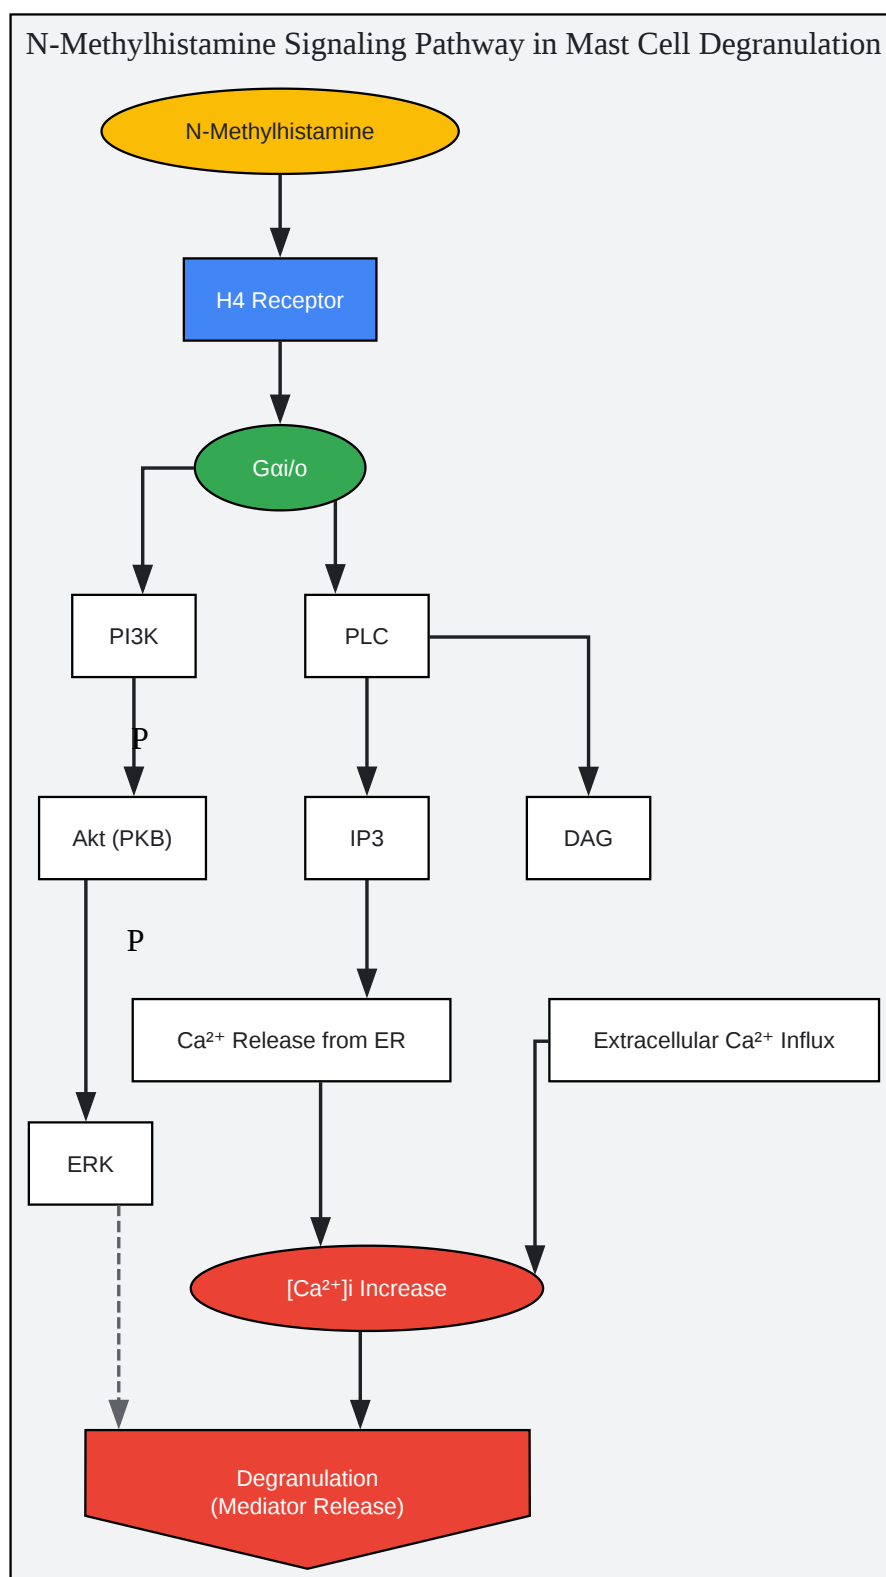 N-Methylhistamine Signaling Pathway in Mast Cell Degranulation
N-Methylhistamine
H4 Receptor
Gαi/o
PI3K
PLC
P
Akt (PKB)
IP3
DAG
P
Ca²⁺ Release from ER
Extracellular Ca²⁺ Influx
ERK
[Ca²⁺]i Increase
Degranulation
(Mediator Release)